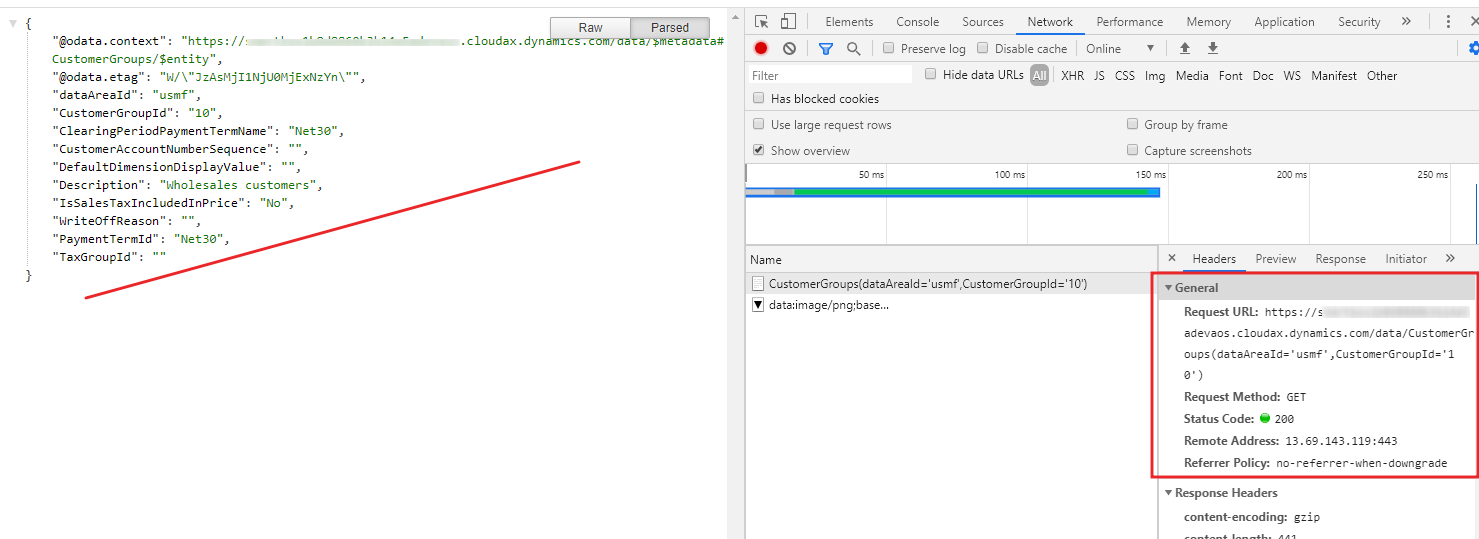 Raw
Parsed
{
"@odata.context": "https://s .cloudax.dynamics.com/data/$metadata#
CustomerGroups/$entity",
"@odata.etag": "W/\"JzAsMjI1NjU0MjExNzYn\"",
"dataAreaId": "usmf",
"CustomerGroupId": "10",
"ClearingPeriodPaymentTermName": "Net30",
"CustomerAccountNumberSequence": "",
"DefaultDimensionDisplayValue": "",
"Description": "Wholesales customers",
"IsSalesTaxIncludedInPrice": "No",
"WriteOffReason": "",
"PaymentTermId": "Net30",
"TaxGroupId": ""
}
Elements Console Sources Network Performance Memory Application Security »
Preserve log Disable cache Online
Filter Hide data URLs All XHR JS CSS Img Media Font Doc WS Manifest Other
Has blocked cookies
Use large request rows Group by frame
Show overview Capture screenshots
50 ms 100 ms 150 ms 200 ms 250 ms
Name
CustomerGroups(dataAreaId='usmf',CustomerGroupId='10')
data:image/png;base...
× Headers Preview Response Initiator »
General
Request URL: https://s
adevaos.cloudax.dynamics.com/data/CustomerGr
oups(dataAreaId='usmf',CustomerGroupId='1
0')
Request Method: GET
Status Code: 200
Remote Address: 13.69.143.119:443
Referrer Policy: no-referrer-when-downgrade
Response Headers
content-encoding: gzip
content-length: 441